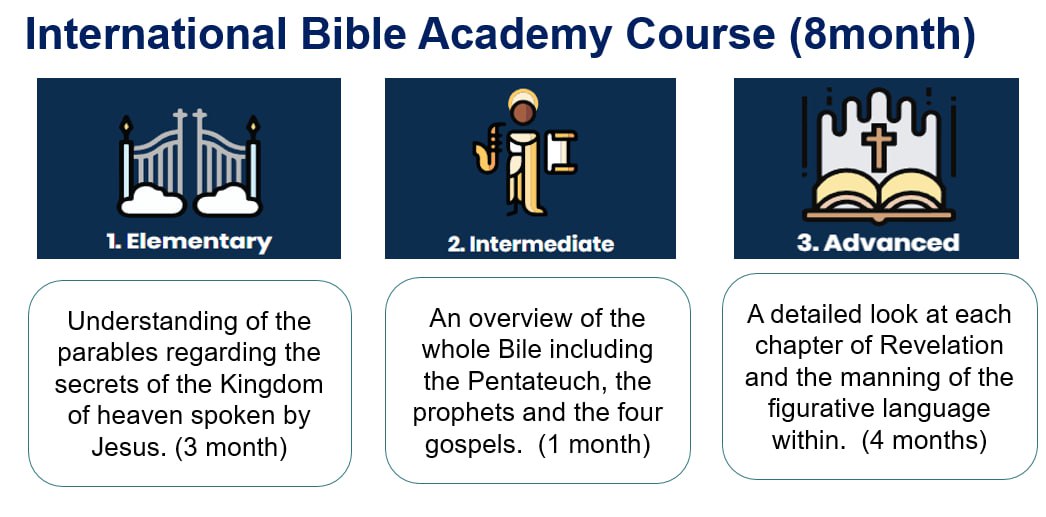 International Bible Academy Course (8month)
1. Elementary
2. Intermediate
3. Advanced
Understanding of the
parables regarding the
secrets of the Kingdom
of heaven spoken by
Jesus. (3 month)
An overview of the
whole Bile including
the Pentateuch, the
prophets and the four
gospels.  (1 month)
A detailed look at each
chapter of Revelation
and the manning of the
figurative language
within.  (4 months)